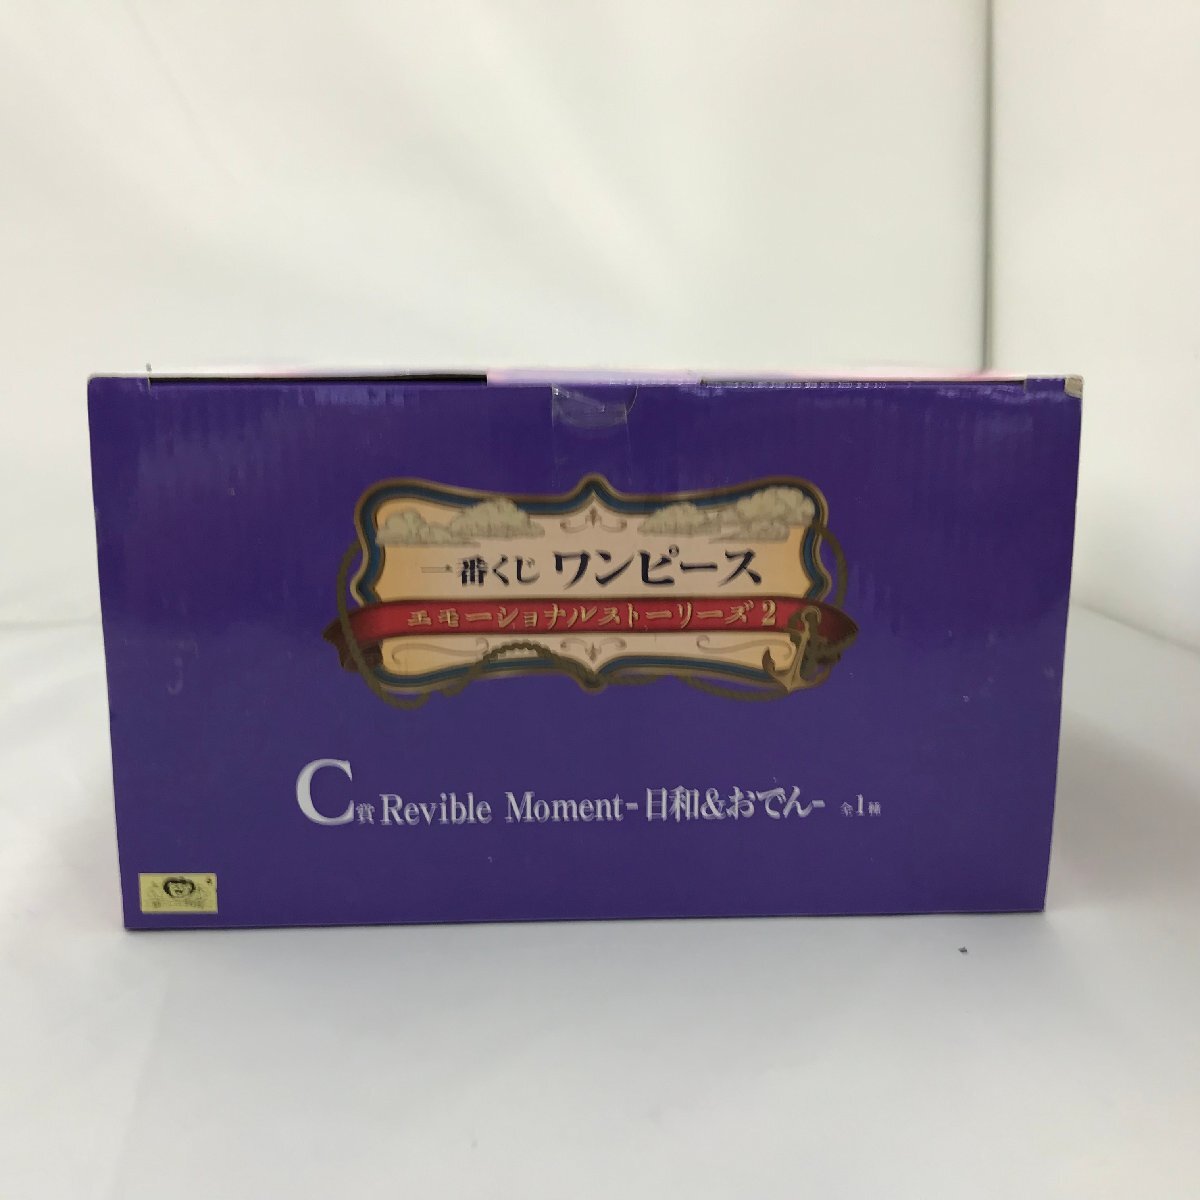 一番くじ ワンピース
エモーショナルストーリーズ2
C賞 Revible Moment-日和&おでん- 全1種